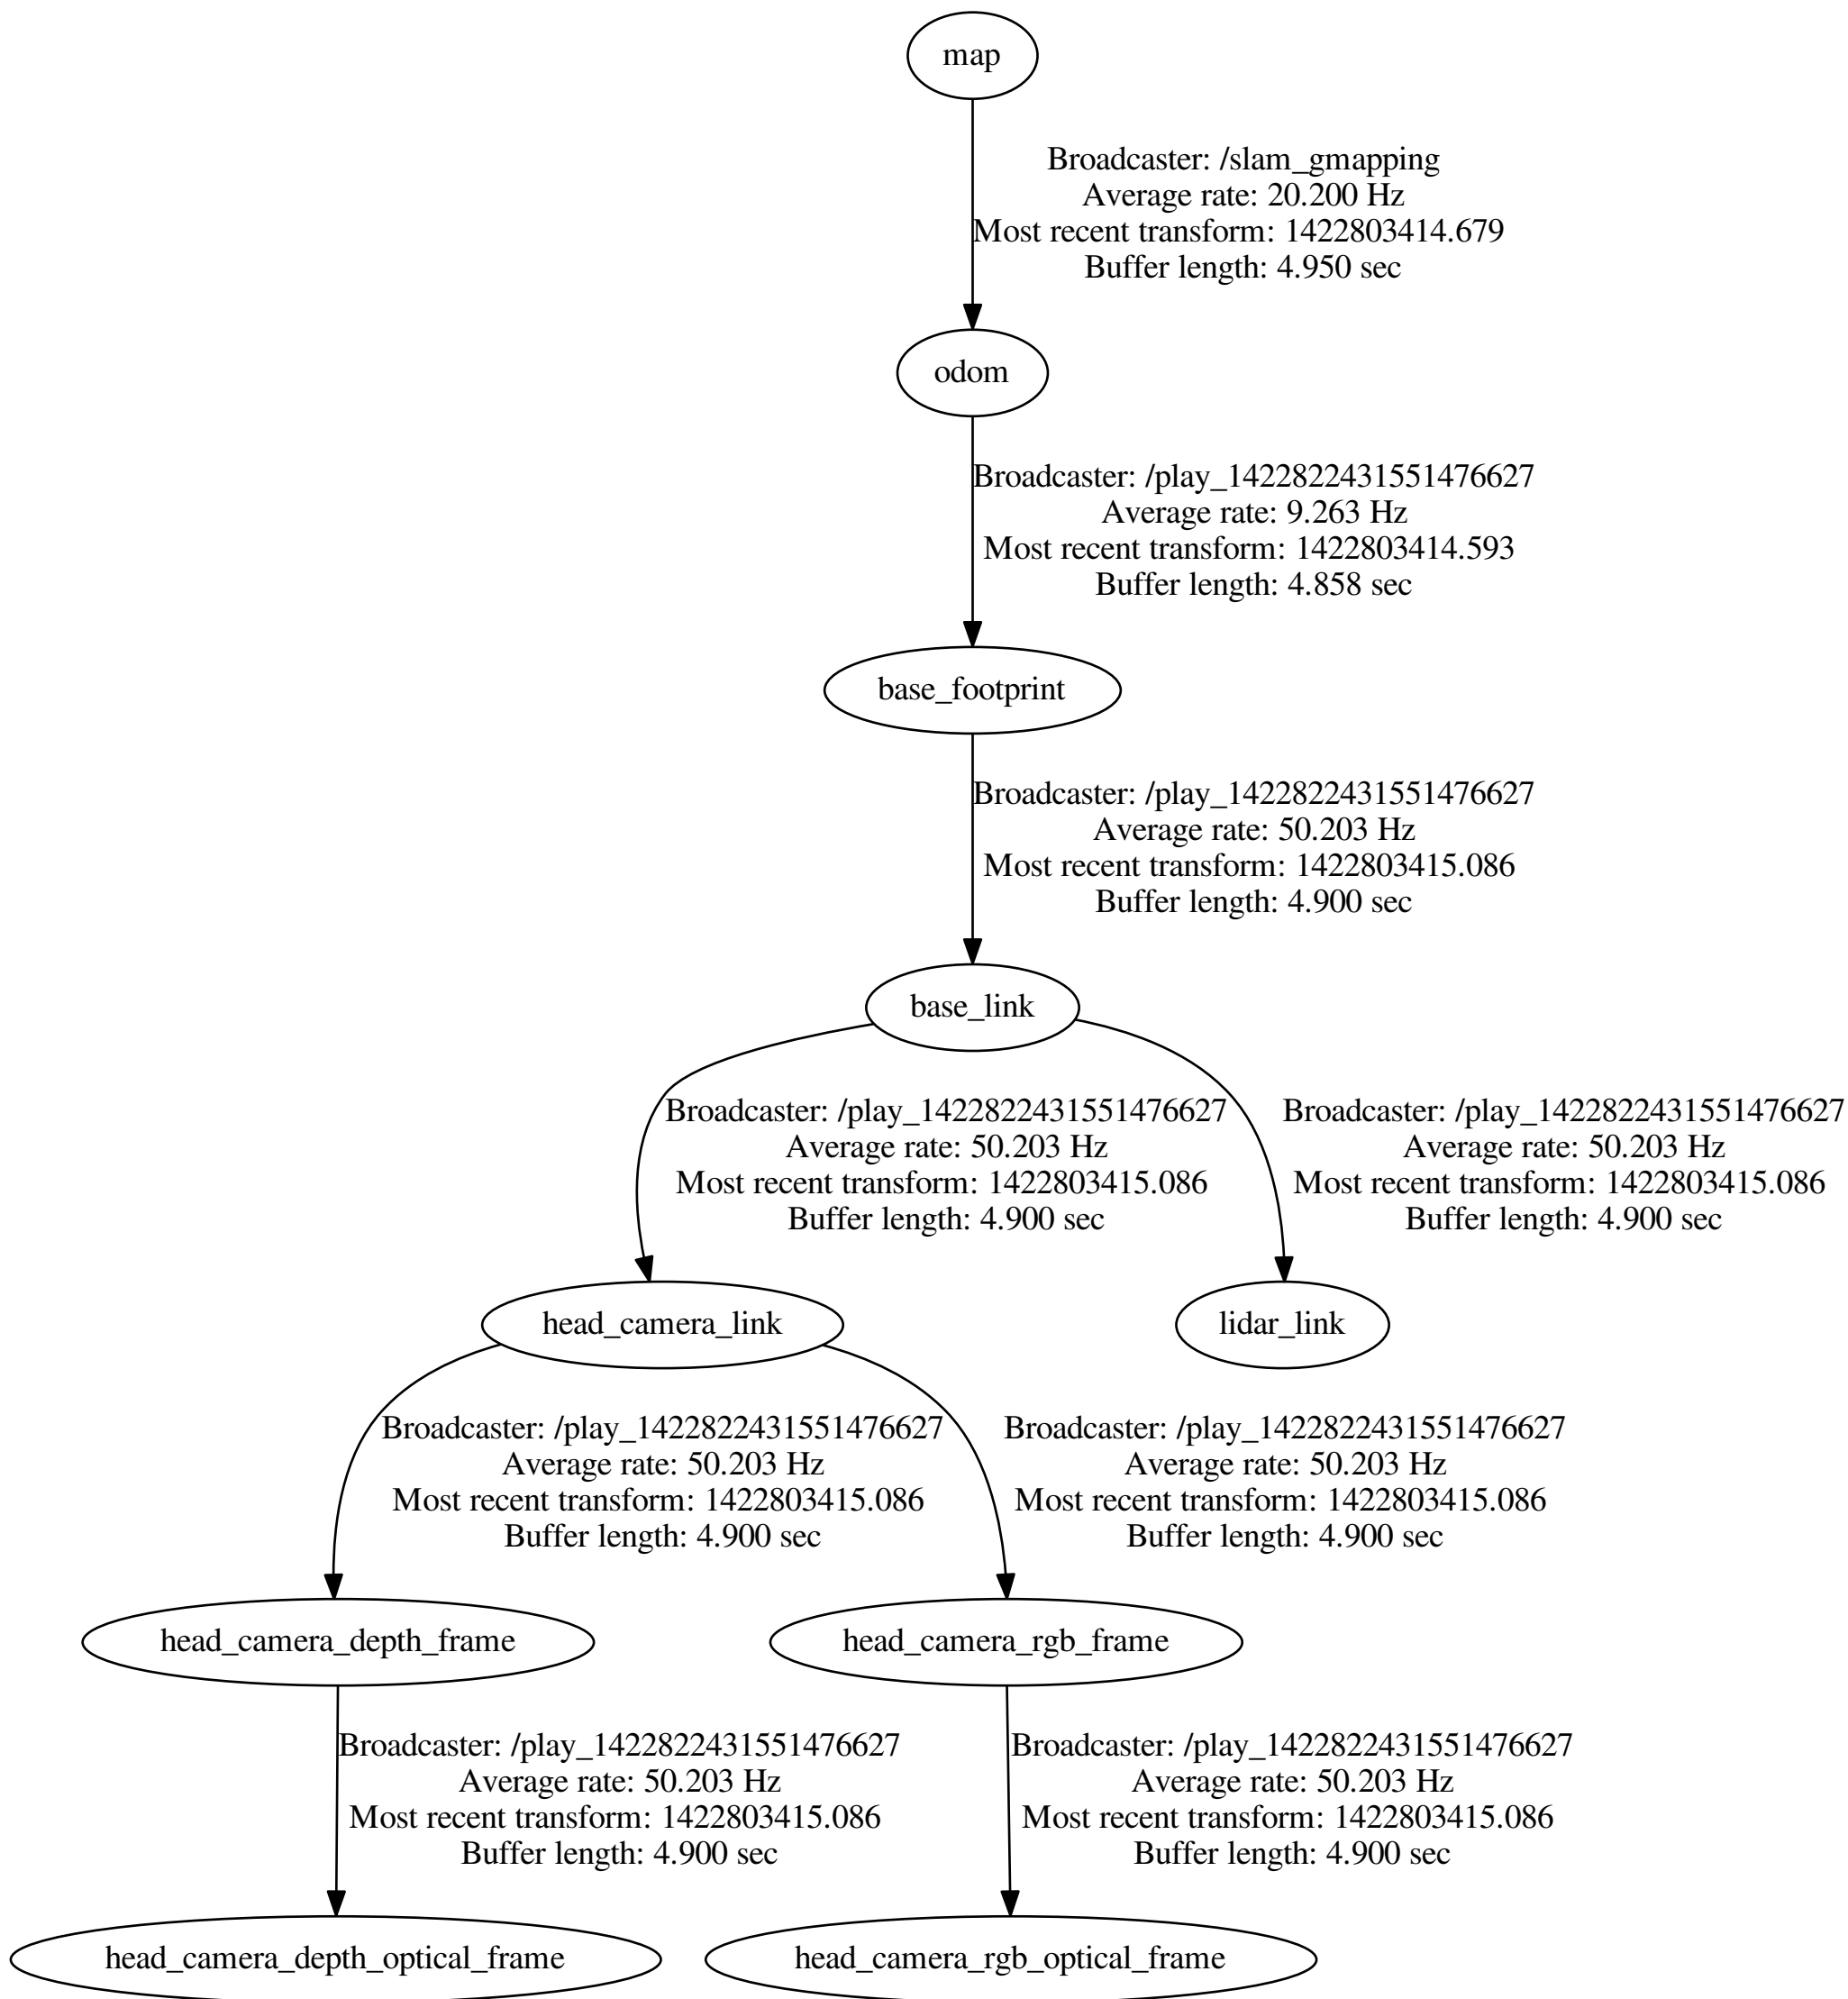 map
Broadcaster: /slam_gmapping
Average rate: 20.200 Hz
Most recent transform: 1422803414.679
Buffer length: 4.950 sec
odom
Broadcaster: /play_1422822431551476627
Average rate: 9.263 Hz
Most recent transform: 1422803414.593
Buffer length: 4.858 sec
base_footprint
Broadcaster: /play_1422822431551476627
Average rate: 50.203 Hz
Most recent transform: 1422803415.086
Buffer length: 4.900 sec
base_link
Broadcaster: /play_1422822431551476627
Average rate: 50.203 Hz
Most recent transform: 1422803415.086
Buffer length: 4.900 sec
Broadcaster: /play_1422822431551476627
Average rate: 50.203 Hz
Most recent transform: 1422803415.086
Buffer length: 4.900 sec
head_camera_link
lidar_link
Broadcaster: /play_1422822431551476627
Average rate: 50.203 Hz
Most recent transform: 1422803415.086
Buffer length: 4.900 sec
Broadcaster: /play_1422822431551476627
Average rate: 50.203 Hz
Most recent transform: 1422803415.086
Buffer length: 4.900 sec
head_camera_depth_frame
head_camera_rgb_frame
Broadcaster: /play_1422822431551476627
Average rate: 50.203 Hz
Most recent transform: 1422803415.086
Buffer length: 4.900 sec
Broadcaster: /play_1422822431551476627
Average rate: 50.203 Hz
Most recent transform: 1422803415.086
Buffer length: 4.900 sec
head_camera_depth_optical_frame
head_camera_rgb_optical_frame